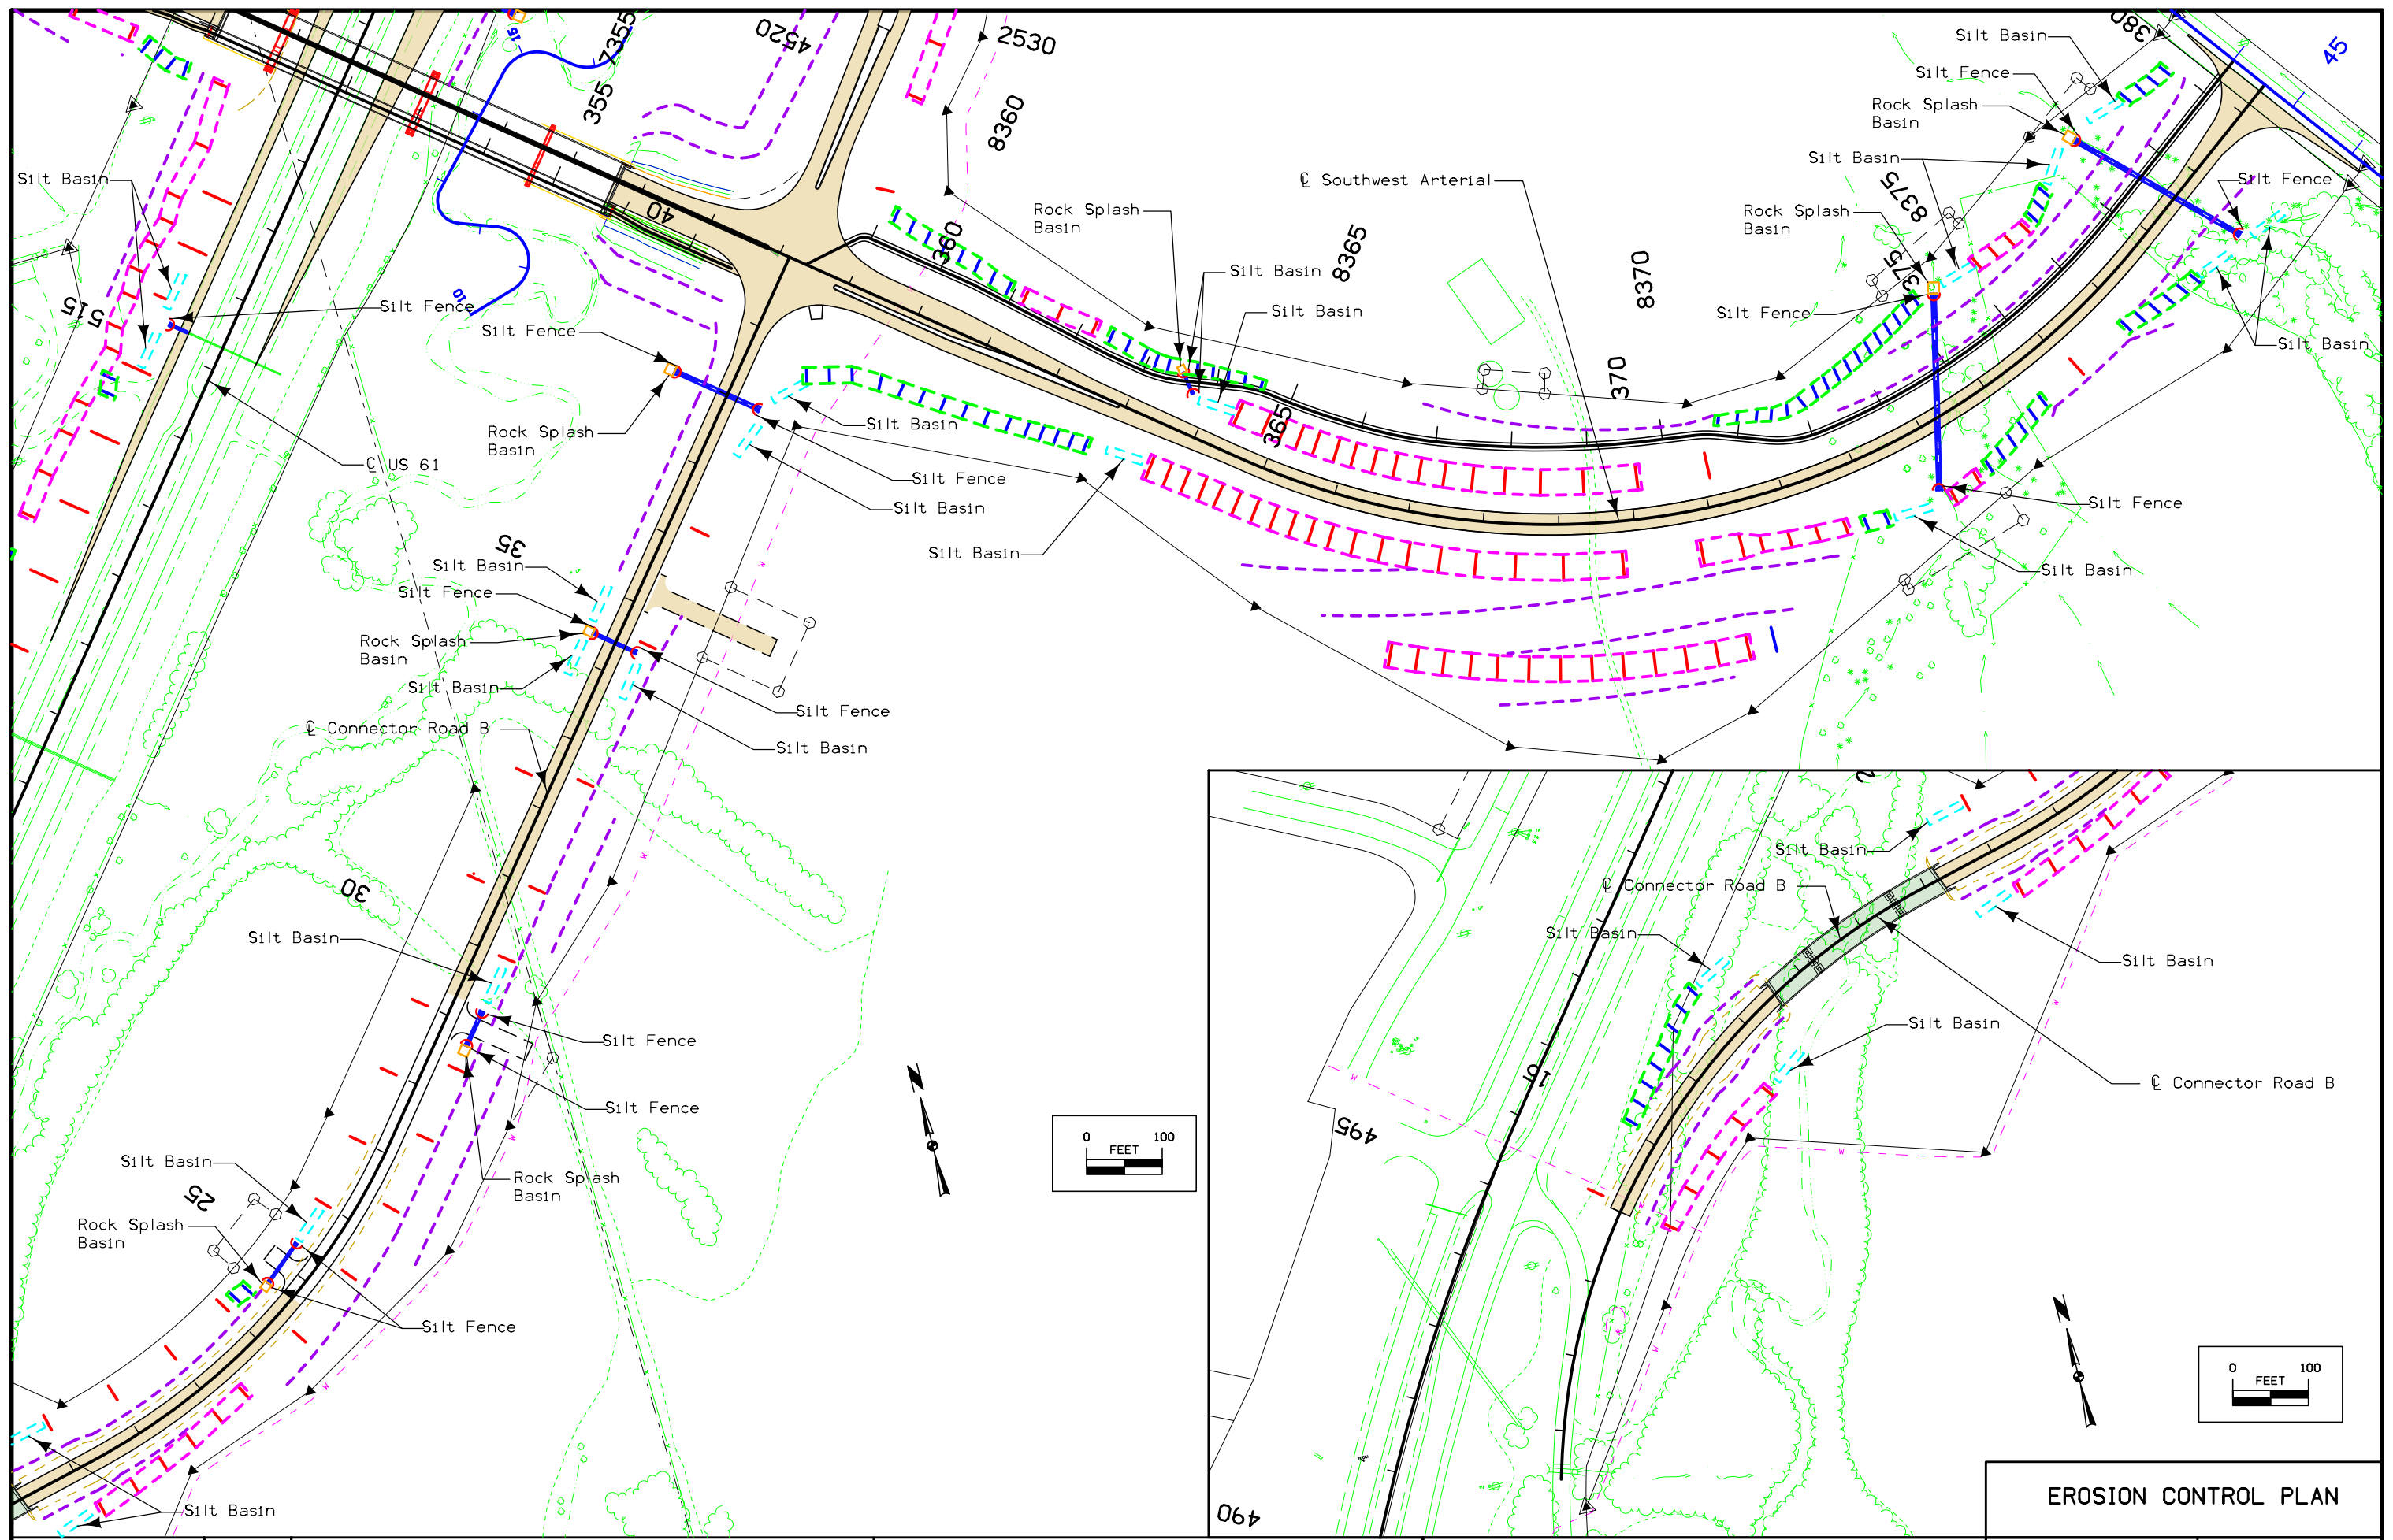 15
7355
355
4520
2530
8360
380
45
Silt Basin
Silt Fence
Rock Splash
Basin
Silt Basin
8375
Silt Fence
Silt Basin
℄ Southwest Arterial
40
Rock Splash
Basin
Rock Splash
Basin
360
8365
8370
375
Silt Basin
Silt Basin
515
10
Silt Fence
Silt Fence
Silt Fence
Silt Basin
370
365
Rock Splash
Basin
Silt Basin
℄ US 61
Silt Fence
Silt Basin
Silt Fence
Silt Basin
35
Silt Basin
Silt Basin
Silt Fence
Rock Splash
Basin
Silt Basin
Silt Fence
℄ Connector Road B
Silt Basin
30
Silt Basin
Silt Fence
Silt Fence
Silt Basin
25
Rock Splash
Basin
Rock Splash
Basin
Silt Fence
Silt Basin
0 100
FEET
Silt Basin
℄ Connector Road B
Silt Basin
Silt Basin
Silt Basin
℄ Connector Road B
15
495
490
W
W
W
W
W
W
W
W
W
0 100
FEET
EROSION CONTROL PLAN